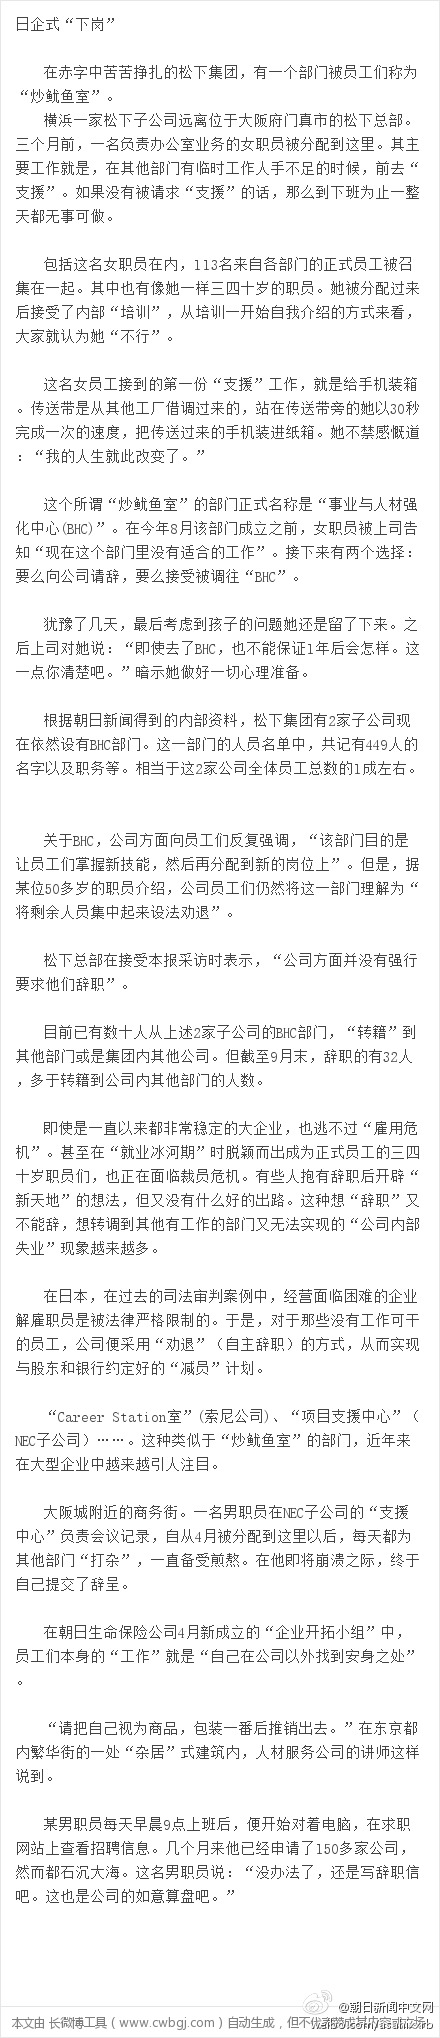 日企式“下岗”
在赤字中苦苦挣扎的松下集团，有一个部门被员工们称为
“炒鱿鱼室”。
横浜一家松下子公司远离位于大阪府门真市的松下总部。
三个月前，一名负责办公室业务的女职员被分配到这里。其主
要工作就是，在其他部门有临时工作人手不足的时候，前去“
支援”。如果没有被请求“支援”的话，那么到下班为止一整
天都无事可做。
包括这名女职员在内，113名来自各部门的正式员工被召
集在一起。其中也有像她一样三四十岁的职员。她被分配过来
后接受了内部“培训”，从培训一开始自我介绍的方式来看，
大家就认为她“不行”。
这名女员工接到的第一份“支援”工作，就是给手机装箱
。传送带是从其他工厂借调过来的，站在传送带旁的她以30秒
完成一次的速度，把传送过来的手机装进纸箱。她不禁感慨道
：“我的人生就此改变了。”
这个所谓“炒鱿鱼室”的部门正式名称是“事业与人材强
化中心(BHC)”。在今年8月该部门成立之前，女职员被上司告
知“现在这个部门里没有适合的工作”。接下来有两个选择：
要么向公司请辞，要么接受被调往“BHC”。
犹豫了几天，最后考虑到孩子的问题她还是留了下来。之
后上司对她说：“即使去了BHC，也不能保证1年后会怎样。这
一点你清楚吧。”暗示她做好一切心理准备。
根据朝日新闻得到的内部资料，松下集团有2家子公司现
在依然设有BHC部门。这一部门的人员名单中，共记有449人的
名字以及职务等。相当于这2家公司全体员工总数的1成左右。
关于BHC，公司方面向员工们反复强调，“该部门目的是
让员工们掌握新技能，然后再分配到新的岗位上”。但是，据
某位50多岁的职员介绍，公司员工们仍然将这一部门理解为“
将剩余人员集中起来设法劝退”。
松下总部在接受本报采访时表示，“公司方面并没有强行
要求他们辞职”。
目前已有数十人从上述2家子公司的BHC部门，“转籍”到
其他部门或是集团内其他公司。但截至9月末，辞职的有32人
，多于转籍到公司内其他部门的人数。
即使是一直以来都非常稳定的大企业，也逃不过“雇用危
机”。甚至在“就业冰河期”时脱颖而出成为正式员工的三四
十岁职员们，也正在面临裁员危机。有些人抱有辞职后开辟“
新天地”的想法，但又没有什么好的出路。这种想“辞职”又
不能辞，想转调到其他有工作的部门又无法实现的“公司内部
失业”现象越来越多。
在日本，在过去的司法审判案例中，经营面临困难的企业
解雇职员是被法律严格限制的。于是，对于那些没有工作可干
的员工，公司便采用“劝退”（自主辞职）的方式，从而实现
与股东和银行约定好的“减员”计划。
“Career Station室”(索尼公司)、“项目支援中心”（
NEC子公司）……。这种类似于“炒鱿鱼室”的部门，近年来
在大型企业中越来越引人注目。
大阪城附近的商务街。一名男职员在NEC子公司的“支援
中心”负责会议记录，自从4月被分配到这里以后，每天都为
其他部门“打杂”，一直备受煎熬。在他即将崩溃之际，终于
自己提交了辞呈。
在朝日生命保险公司4月新成立的“企业开拓小组”中，
员工们本身的“工作”就是“自己在公司以外找到安身之处”
。
“请把自己视为商品，包装一番后推销出去。”在东京都
内繁华街的一处“杂居”式建筑内，人材服务公司的讲师这样
说到。
某男职员每天早晨9点上班后，便开始对着电脑，在求职
网站上查看招聘信息。几个月来他已经申请了150多家公司，
然而都石沉大海。这名男职员说：“没办法了，还是写辞职信
吧。这也是公司的如意算盘吧。”
@朝日新闻中文网
本文由 长微博工具（www.cwbgj.com）自动生成，但不代表赞成其内容或立场